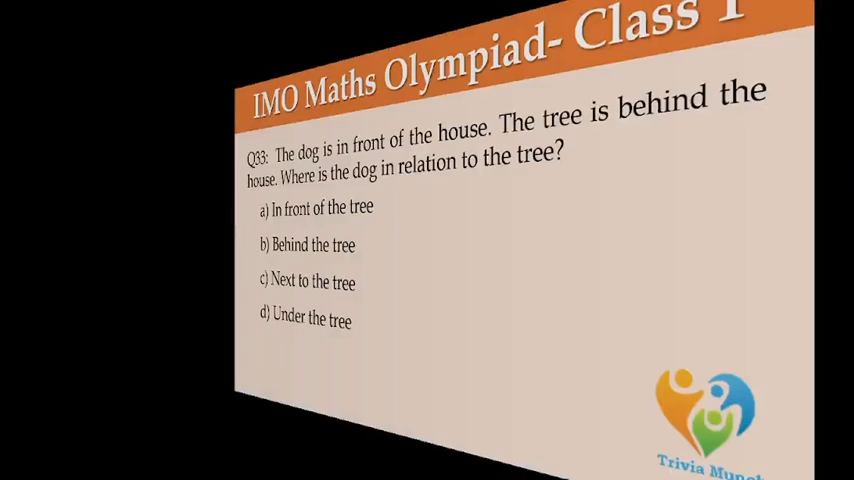 IMO Maths Olympiad- Class 1
Q33: The dog is in front of the house. The tree is behind the
house. Where is the dog in relation to the tree?
a) In front of the tree
b) Behind the tree
c) Next to the tree
d) Under the tree
Trivia